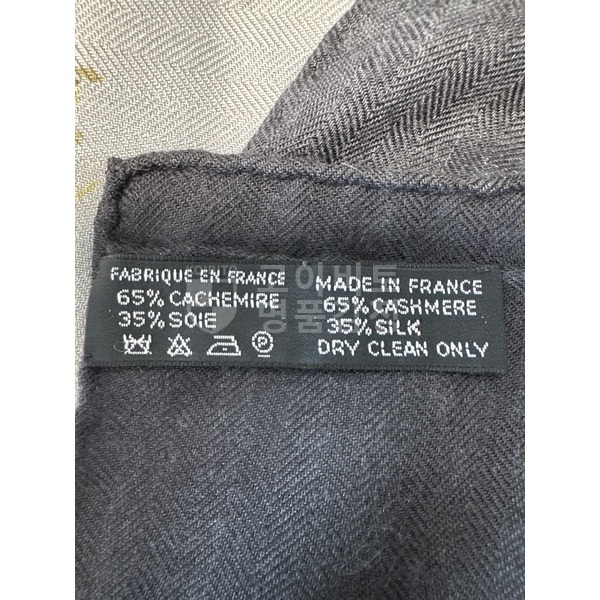 FABRIQUE EN FRANCE
65% CACHEMIRE
35% SOIE
MADE IN FRANCE
65% CASHMERE
35% SILK
DRY CLEAN ONLY